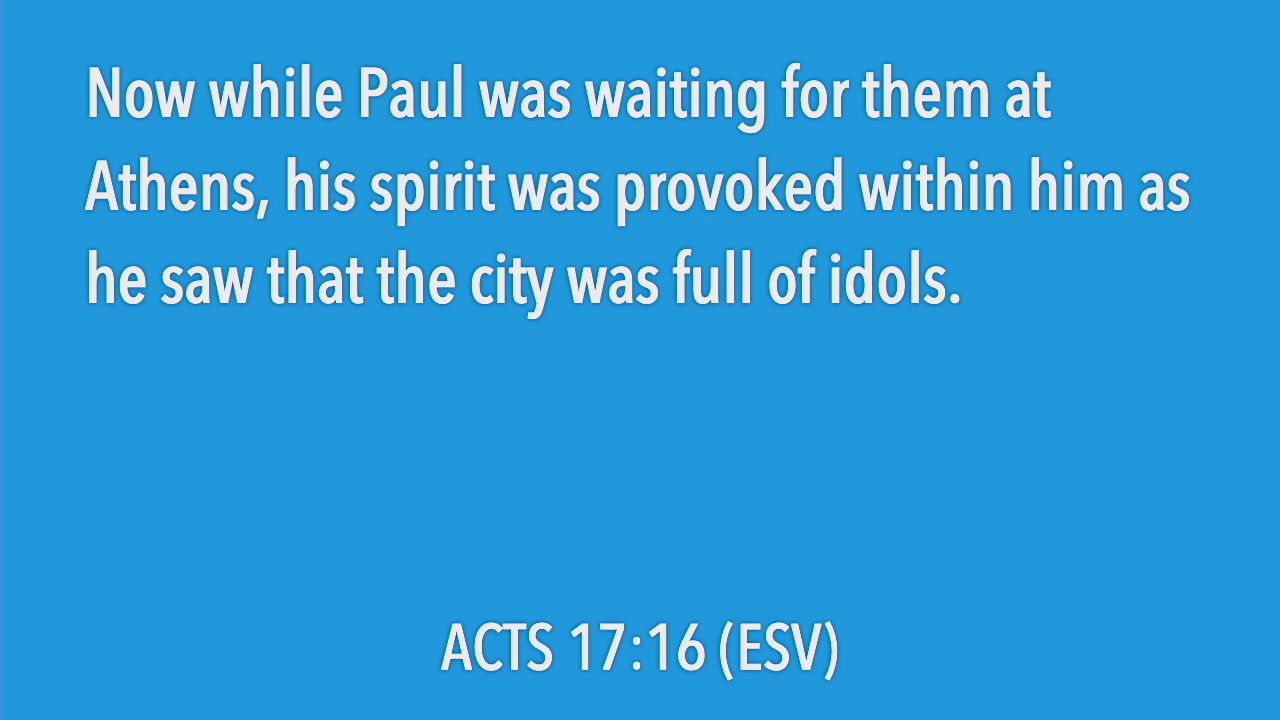 Now while Paul was waiting for them at
Athens, his spirit was provoked within him as
he saw that the city was full of idols.
ACTS 17:16 (ESV)